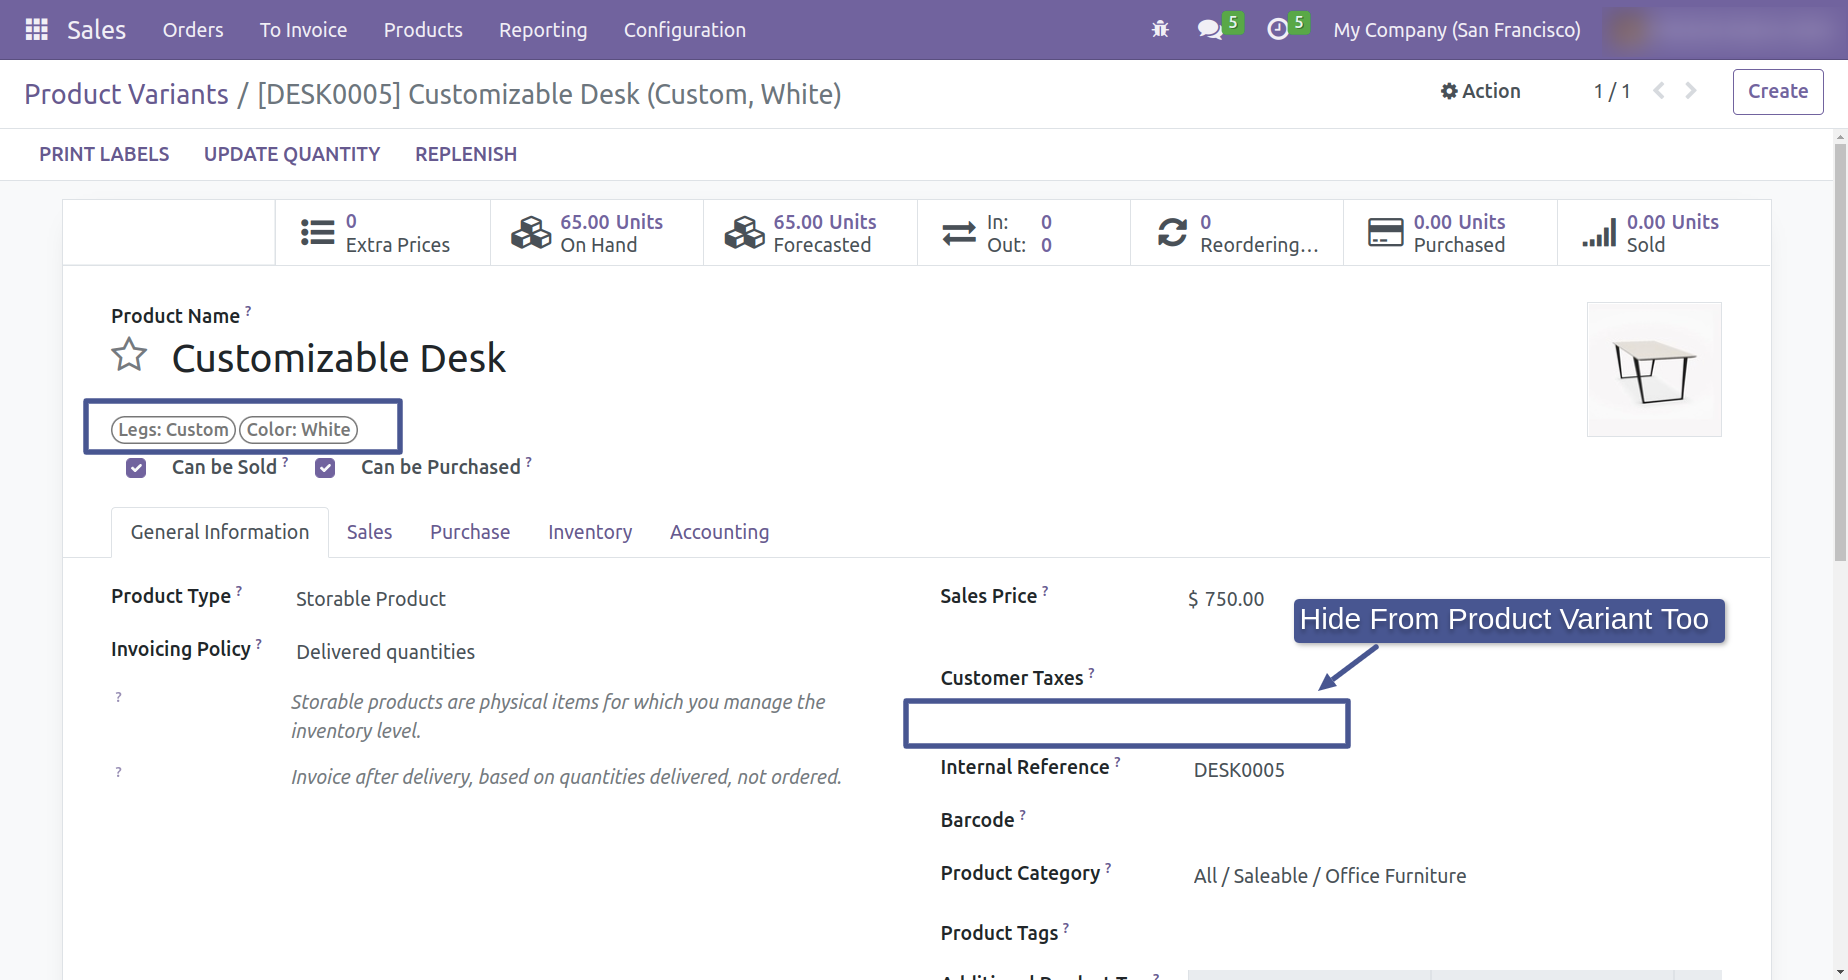 Sales Orders To Invoice Products Reporting Configuration 5 5 My Company (San Francisco)
Product Variants / [DESK0005] Customizable Desk (Custom, White) Action 1 / 1 Create
PRINT LABELS UPDATE QUANTITY REPLENISH
0 65.00 Units 65.00 Units In: 0 0 0.00 Units 0.00 Units
Extra Prices On Hand Forecasted Out: 0 Reordering... Purchased Sold
Product Name ?
Customizable Desk
Legs: Custom Color: White
Can be Sold ? Can be Purchased ?
General Information Sales Purchase Inventory Accounting
Product Type ? Storable Product Sales Price ? $ 750.00
Hide From Product Variant Too
Invoicing Policy ? Delivered quantities
Customer Taxes ?
? Storable products are physical items for which you manage the
inventory level.
Internal Reference ? DESK0005
? Invoice after delivery, based on quantities delivered, not ordered.
Barcode ?
Product Category ? All / Saleable / Office Furniture
Product Tags ?